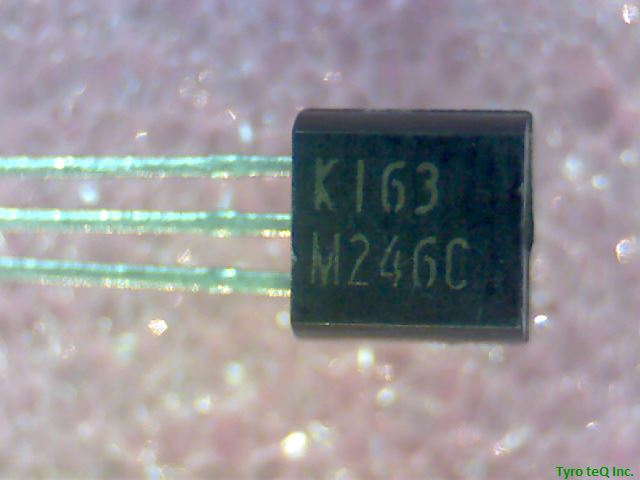 K163
M246C
Tyro teQ Inc.